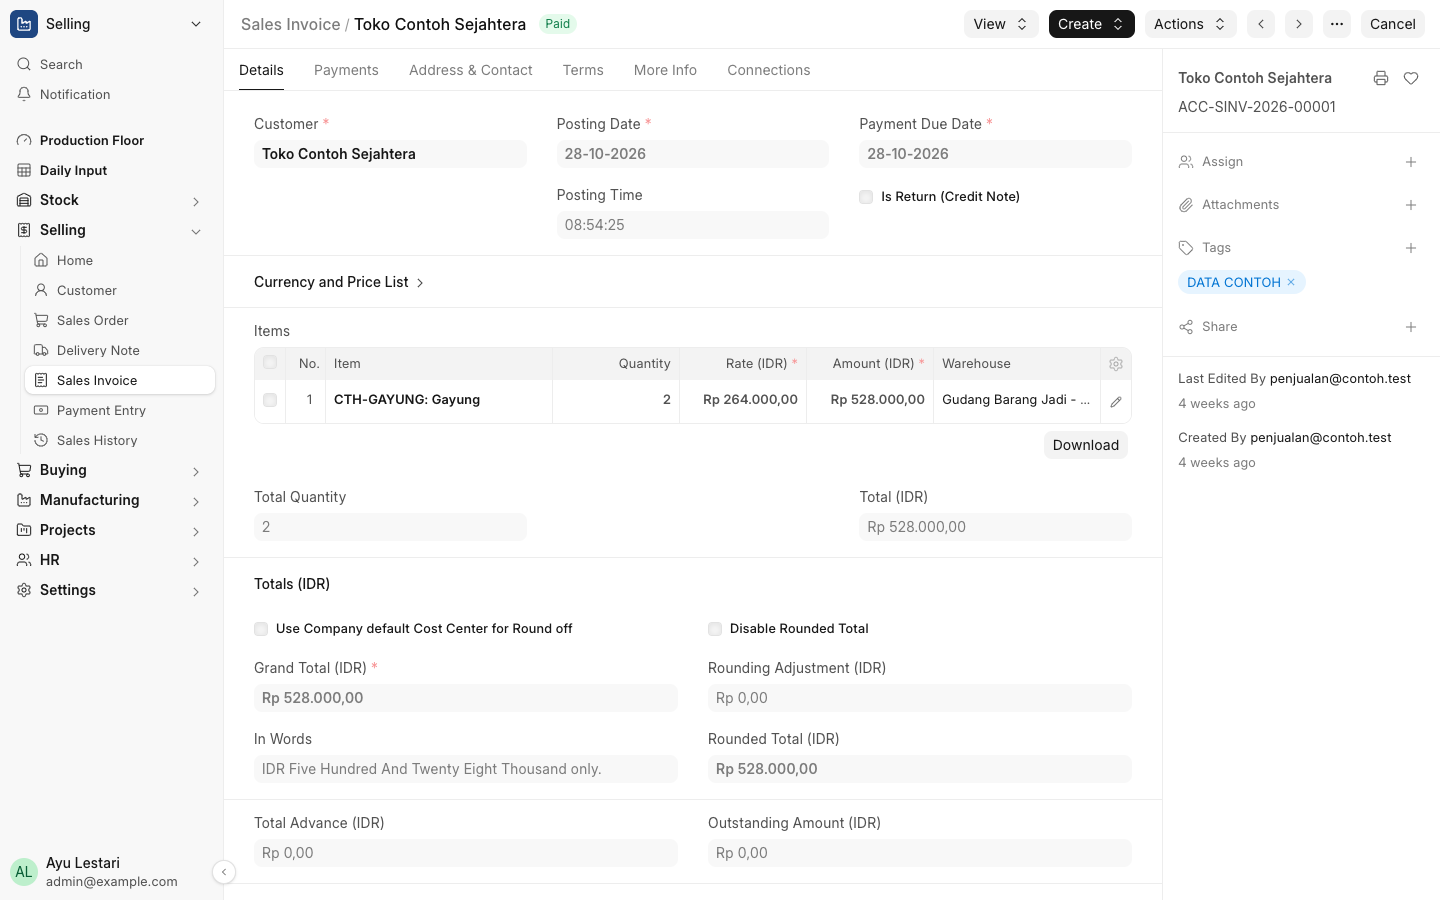 Selling
Search
Notification
Production Floor
Daily Input
Stock
Selling
Home
Customer
Sales Order
Delivery Note
Sales Invoice
Payment Entry
Sales History
Buying
Manufacturing
Projects
HR
Settings
AL
Ayu Lestari
admin@example.com
Sales Invoice / Toko Contoh Sejahtera Paid
View Create Actions Cancel
Details Payments Address & Contact Terms More Info Connections
Customer * Posting Date * Payment Due Date *
Toko Contoh Sejahtera 28-10-2026 28-10-2026
Posting Time Is Return (Credit Note)
08:54:25
Currency and Price List
Items
No. Item Quantity Rate (IDR) * Amount (IDR) * Warehouse
1 CTH-GAYUNG: Gayung 2 Rp 264.000,00 Rp 528.000,00 Gudang Barang Jadi - ...
Download
Total Quantity Total (IDR)
2 Rp 528.000,00
Totals (IDR)
Use Company default Cost Center for Round off Disable Rounded Total
Grand Total (IDR) * Rounding Adjustment (IDR)
Rp 528.000,00 Rp 0,00
In Words Rounded Total (IDR)
IDR Five Hundred And Twenty Eight Thousand only. Rp 528.000,00
Total Advance (IDR) Outstanding Amount (IDR)
Rp 0,00 Rp 0,00
Toko Contoh Sejahtera
ACC-SINV-2026-00001
Assign
Attachments
Tags
DATA CONTOH ×
Share
Last Edited By penjualan@contoh.test
4 weeks ago
Created By penjualan@contoh.test
4 weeks ago